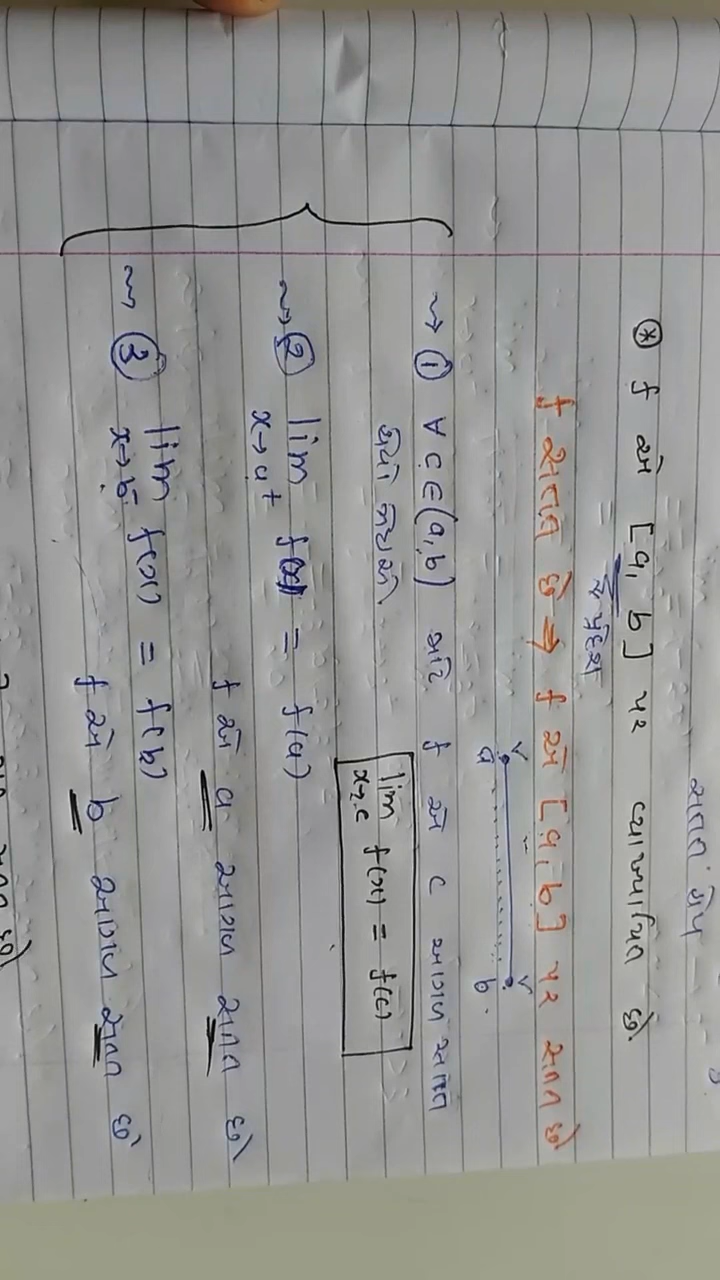 સતત
⊛ f એ [a, b] પર વ્યાખ્યાયિત છે.
પ્રદેશ
f સતત છે ⇒ f એ [a, b] પર સતત છે
a b.
→ ① ∀ c ∈ (a, b) માટે f એ c આગળ સતત
હોવો જોઈએ. lim x→c f(x) = f(c)
→ ② lim x→a+ f(x) = f(a)
f એ a આગળ સતત છે
→ ③ lim x→b- f(x) = f(b)
f એ b આગળ સતત છે